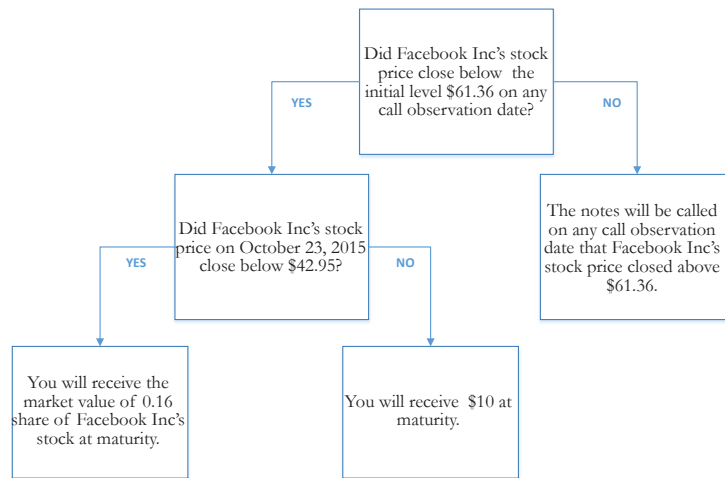 Did Facebook Inc's stock
price close below the
initial level $61.36 on any
call observation date?
YES
NO
Did Facebook Inc's stock
price on October 23, 2015
close below $42.95?
The notes will be called
on any call observation
date that Facebook Inc's
stock price closed above
$61.36.
YES
NO
You will receive the
market value of 0.16
share of Facebook Inc's
stock at maturity.
You will receive $10 at
maturity.